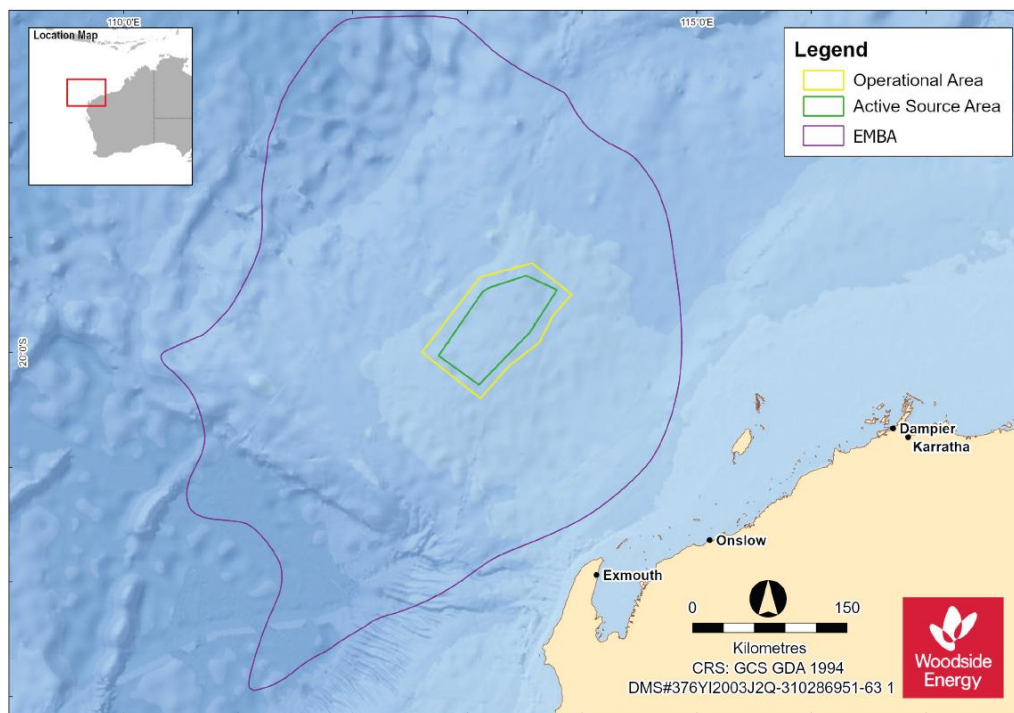 110°0'E
115°0'E
Location Map
Legend
Operational Area
Active Source Area
EMBA
20°0'S
Dampier
Karratha
Onslow
Exmouth
0 150
Kilometres
CRS: GCS GDA 1994
DMS#376YI2003J2Q-310286951-63 1
Woodside
Energy